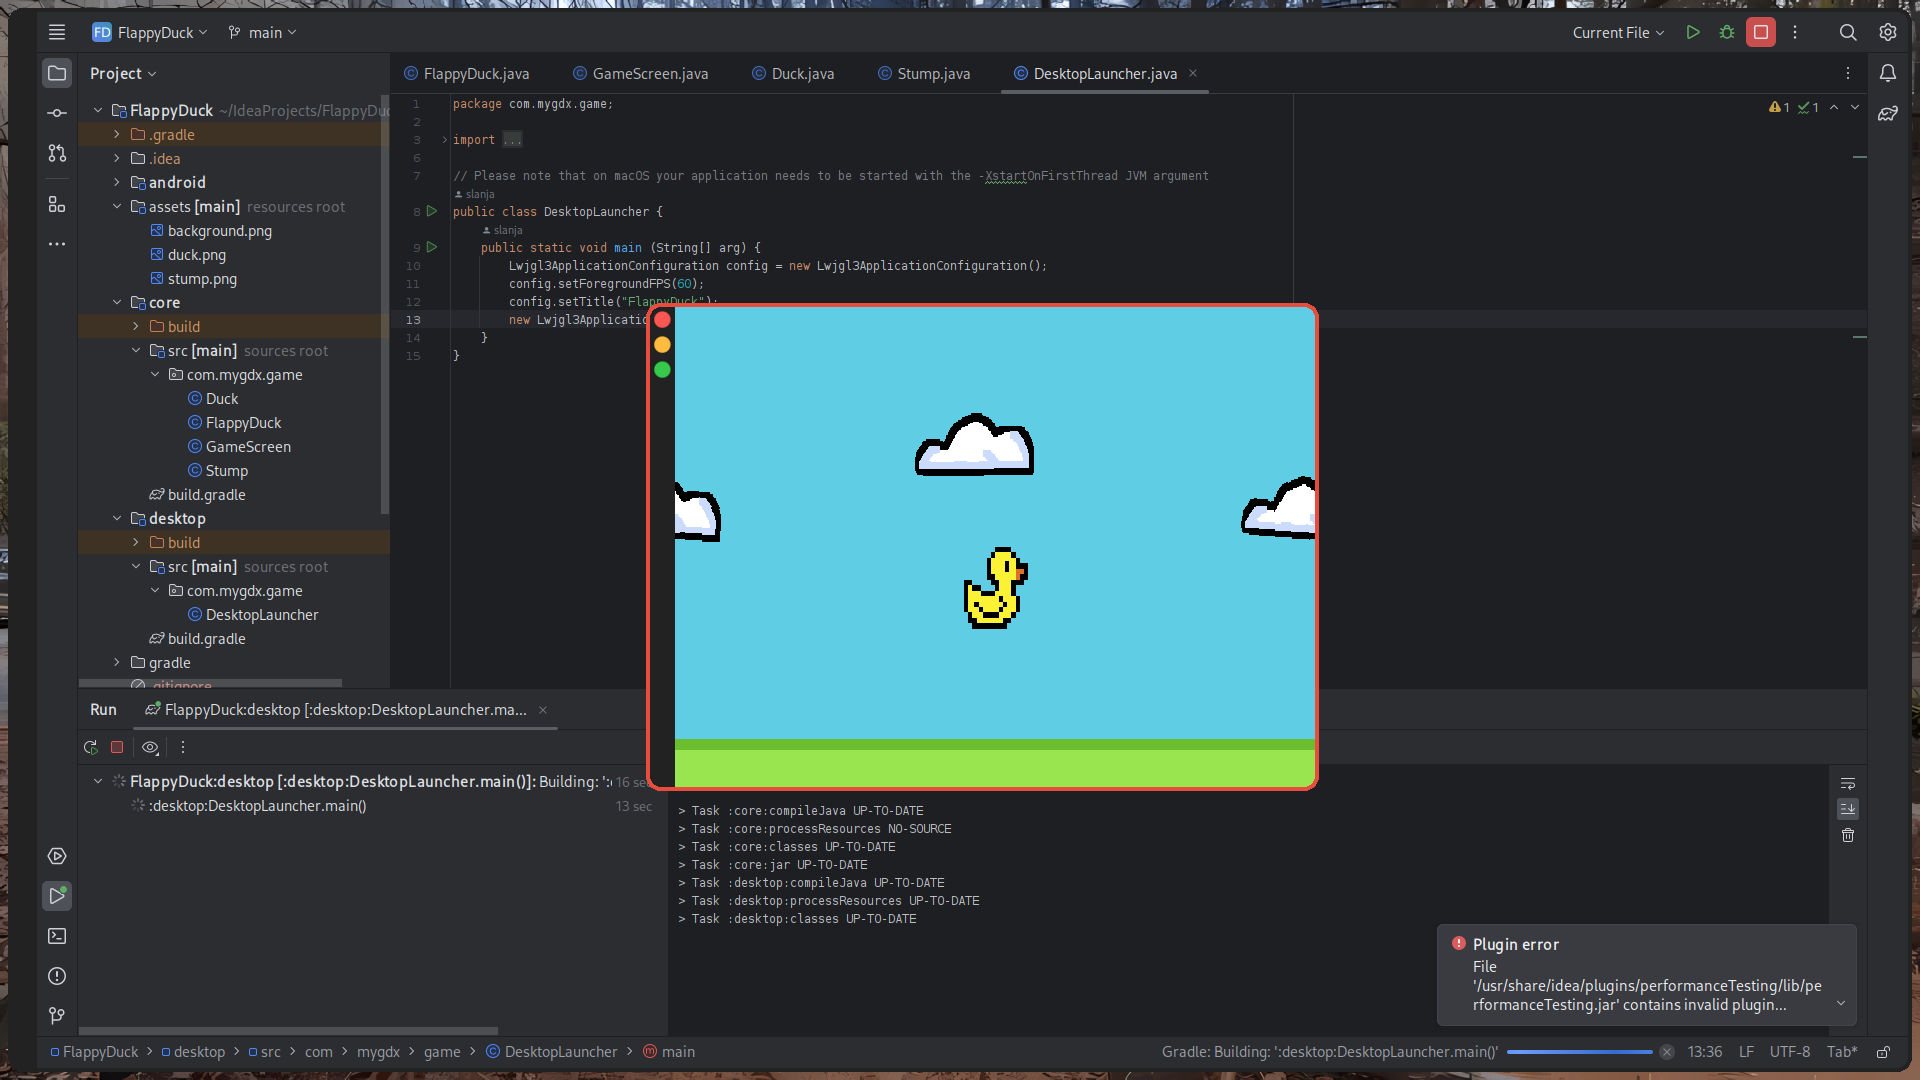 FD FlappyDuck
main
Current File
Project
FlappyDuck.java
GameScreen.java
Duck.java
Stump.java
DesktopLauncher.java
FlappyDuck ~/IdeaProjects/FlappyDuc
.gradle
.idea
android
assets [main] resources root
background.png
duck.png
stump.png
core
build
src [main] sources root
com.mygdx.game
Duck
FlappyDuck
GameScreen
Stump
build.gradle
desktop
build
src [main] sources root
com.mygdx.game
DesktopLauncher
build.gradle
gradle
.gitignore
1 package com.mygdx.game;
2
3 import ...
6
7 // Please note that on macOS your application needs to be started with the -XstartOnFirstThread JVM argument
slanja
8 public class DesktopLauncher {
slanja
9 public static void main (String[] arg) {
10 Lwjgl3ApplicationConfiguration config = new Lwjgl3ApplicationConfiguration();
11 config.setForegroundFPS(60);
12 config.setTitle("FlappyDuck");
13 new Lwjgl3Applicatio
14 }
15 }
1 1
Run
FlappyDuck:desktop [:desktop:DesktopLauncher.ma...
FlappyDuck:desktop [:desktop:DesktopLauncher.main()]: Building: ': 16 sec
:desktop:DesktopLauncher.main() 13 sec
> Task :core:compileJava UP-TO-DATE
> Task :core:processResources NO-SOURCE
> Task :core:classes UP-TO-DATE
> Task :core:jar UP-TO-DATE
> Task :desktop:compileJava UP-TO-DATE
> Task :desktop:processResources UP-TO-DATE
> Task :desktop:classes UP-TO-DATE
Plugin error
File
'/usr/share/idea/plugins/performanceTesting/lib/pe
rformanceTesting.jar' contains invalid plugin...
FlappyDuck > desktop > src > com > mygdx > game > DesktopLauncher > main
Gradle: Building: ':desktop:DesktopLauncher.main()'
13:36 LF UTF-8 Tab*